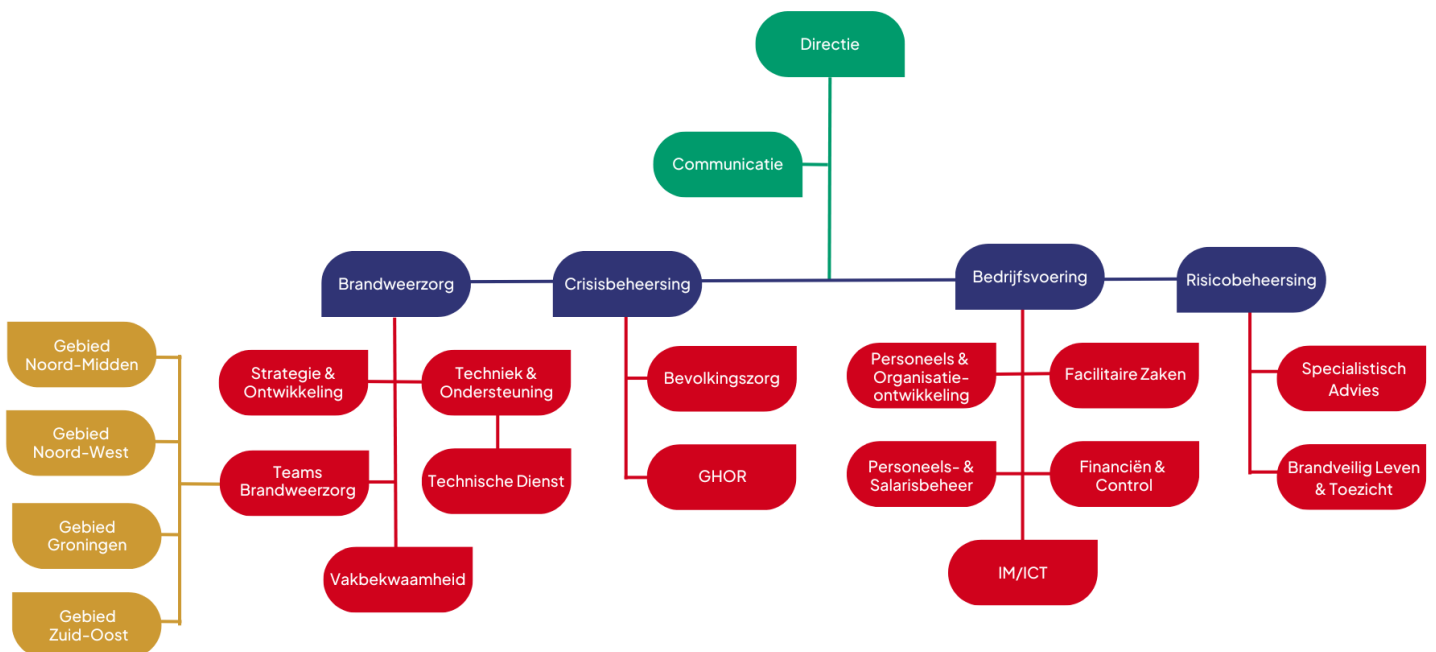 Directie
Communicatie
Brandweerzorg
Crisisbeheersing
Bedrijfsvoering
Risicobeheersing
Gebied
Noord-Midden
Gebied
Noord-West
Gebied
Groningen
Gebied
Zuid-Oost
Strategie &
Ontwikkeling
Techniek &
Ondersteuning
Teams
Brandweerzorg
Technische Dienst
Vakbekwaamheid
Bevolkingszorg
GHOR
Personeels &
Organisatie-
ontwikkeling
Facilitaire Zaken
Personeels- &
Salarisbeheer
Financiën &
Control
IM/ICT
Specialistisch
Advies
Brandveilig Leven
& Toezicht